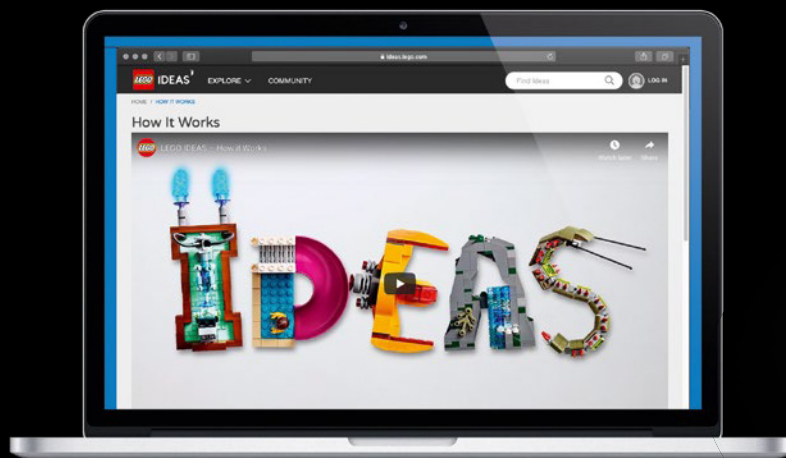 ideas.lego.com
LEGO IDEAS EXPLORE COMMUNITY Find Ideas LOG IN
HOME / HOW IT WORKS
How It Works
LEGO LEGO IDEAS – How it Works
Watch later Share
IDEAS